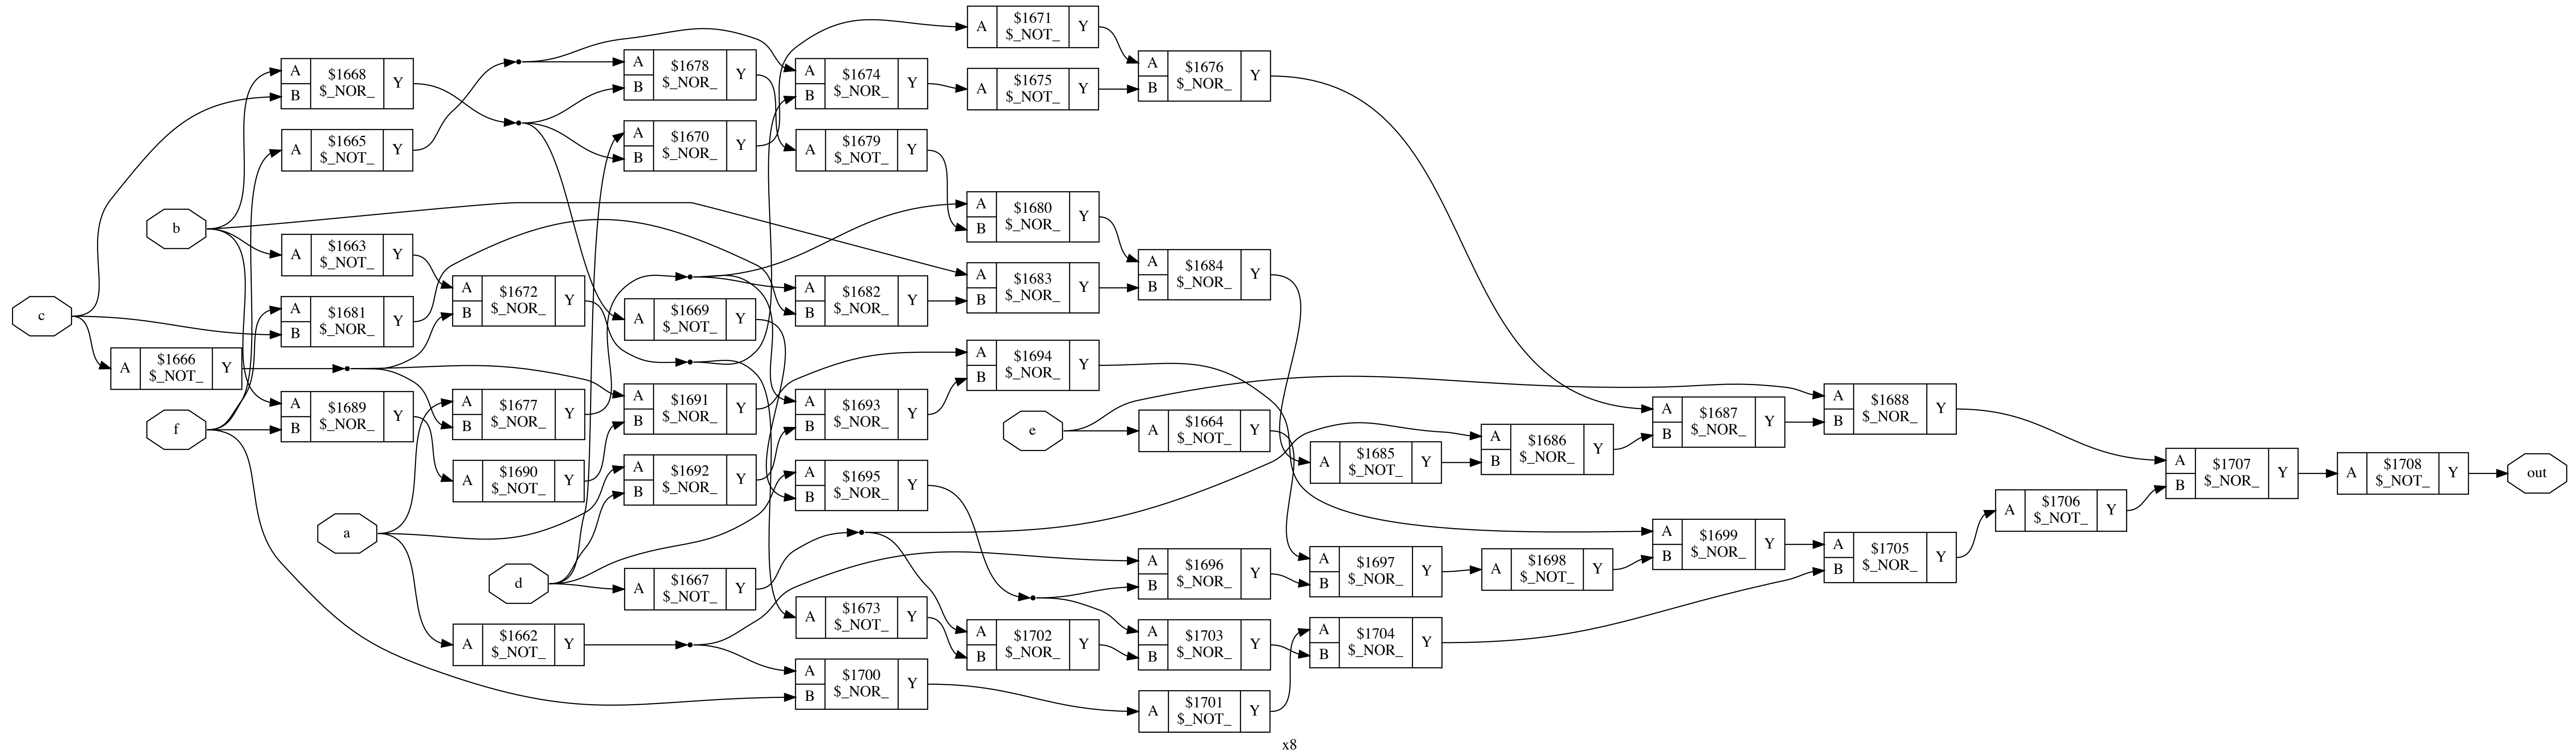 A $1671 $_NOT_ Y
A B $1668 $_NOR_ Y
A B $1678 $_NOR_ Y
A B $1674 $_NOR_ Y
A $1675 $_NOT_ Y
A B $1676 $_NOR_ Y
A $1665 $_NOT_ Y
A B $1670 $_NOR_ Y
A $1679 $_NOT_ Y
b
A B $1680 $_NOR_ Y
A $1663 $_NOT_ Y
A B $1672 $_NOR_ Y
A B $1682 $_NOR_ Y
A B $1683 $_NOR_ Y
A B $1684 $_NOR_ Y
c
A B $1681 $_NOR_ Y
A $1669 $_NOT_ Y
A $1666 $_NOT_ Y
A B $1694 $_NOR_ Y
f
A B $1689 $_NOR_ Y
A B $1677 $_NOR_ Y
A B $1691 $_NOR_ Y
A B $1693 $_NOR_ Y
e
A $1664 $_NOT_ Y
A B $1686 $_NOR_ Y
A B $1687 $_NOR_ Y
A B $1688 $_NOR_ Y
A $1690 $_NOT_ Y
A B $1692 $_NOR_ Y
A B $1695 $_NOR_ Y
A $1685 $_NOT_ Y
A B $1707 $_NOR_ Y
A $1708 $_NOT_ Y
out
a
A $1706 $_NOT_ Y
d
A $1667 $_NOT_ Y
A B $1696 $_NOR_ Y
A B $1697 $_NOR_ Y
A $1698 $_NOT_ Y
A B $1699 $_NOR_ Y
A B $1705 $_NOR_ Y
A $1662 $_NOT_ Y
A $1673 $_NOT_ Y
A B $1702 $_NOR_ Y
A B $1703 $_NOR_ Y
A B $1704 $_NOR_ Y
A B $1700 $_NOR_ Y
A $1701 $_NOT_ Y
x8